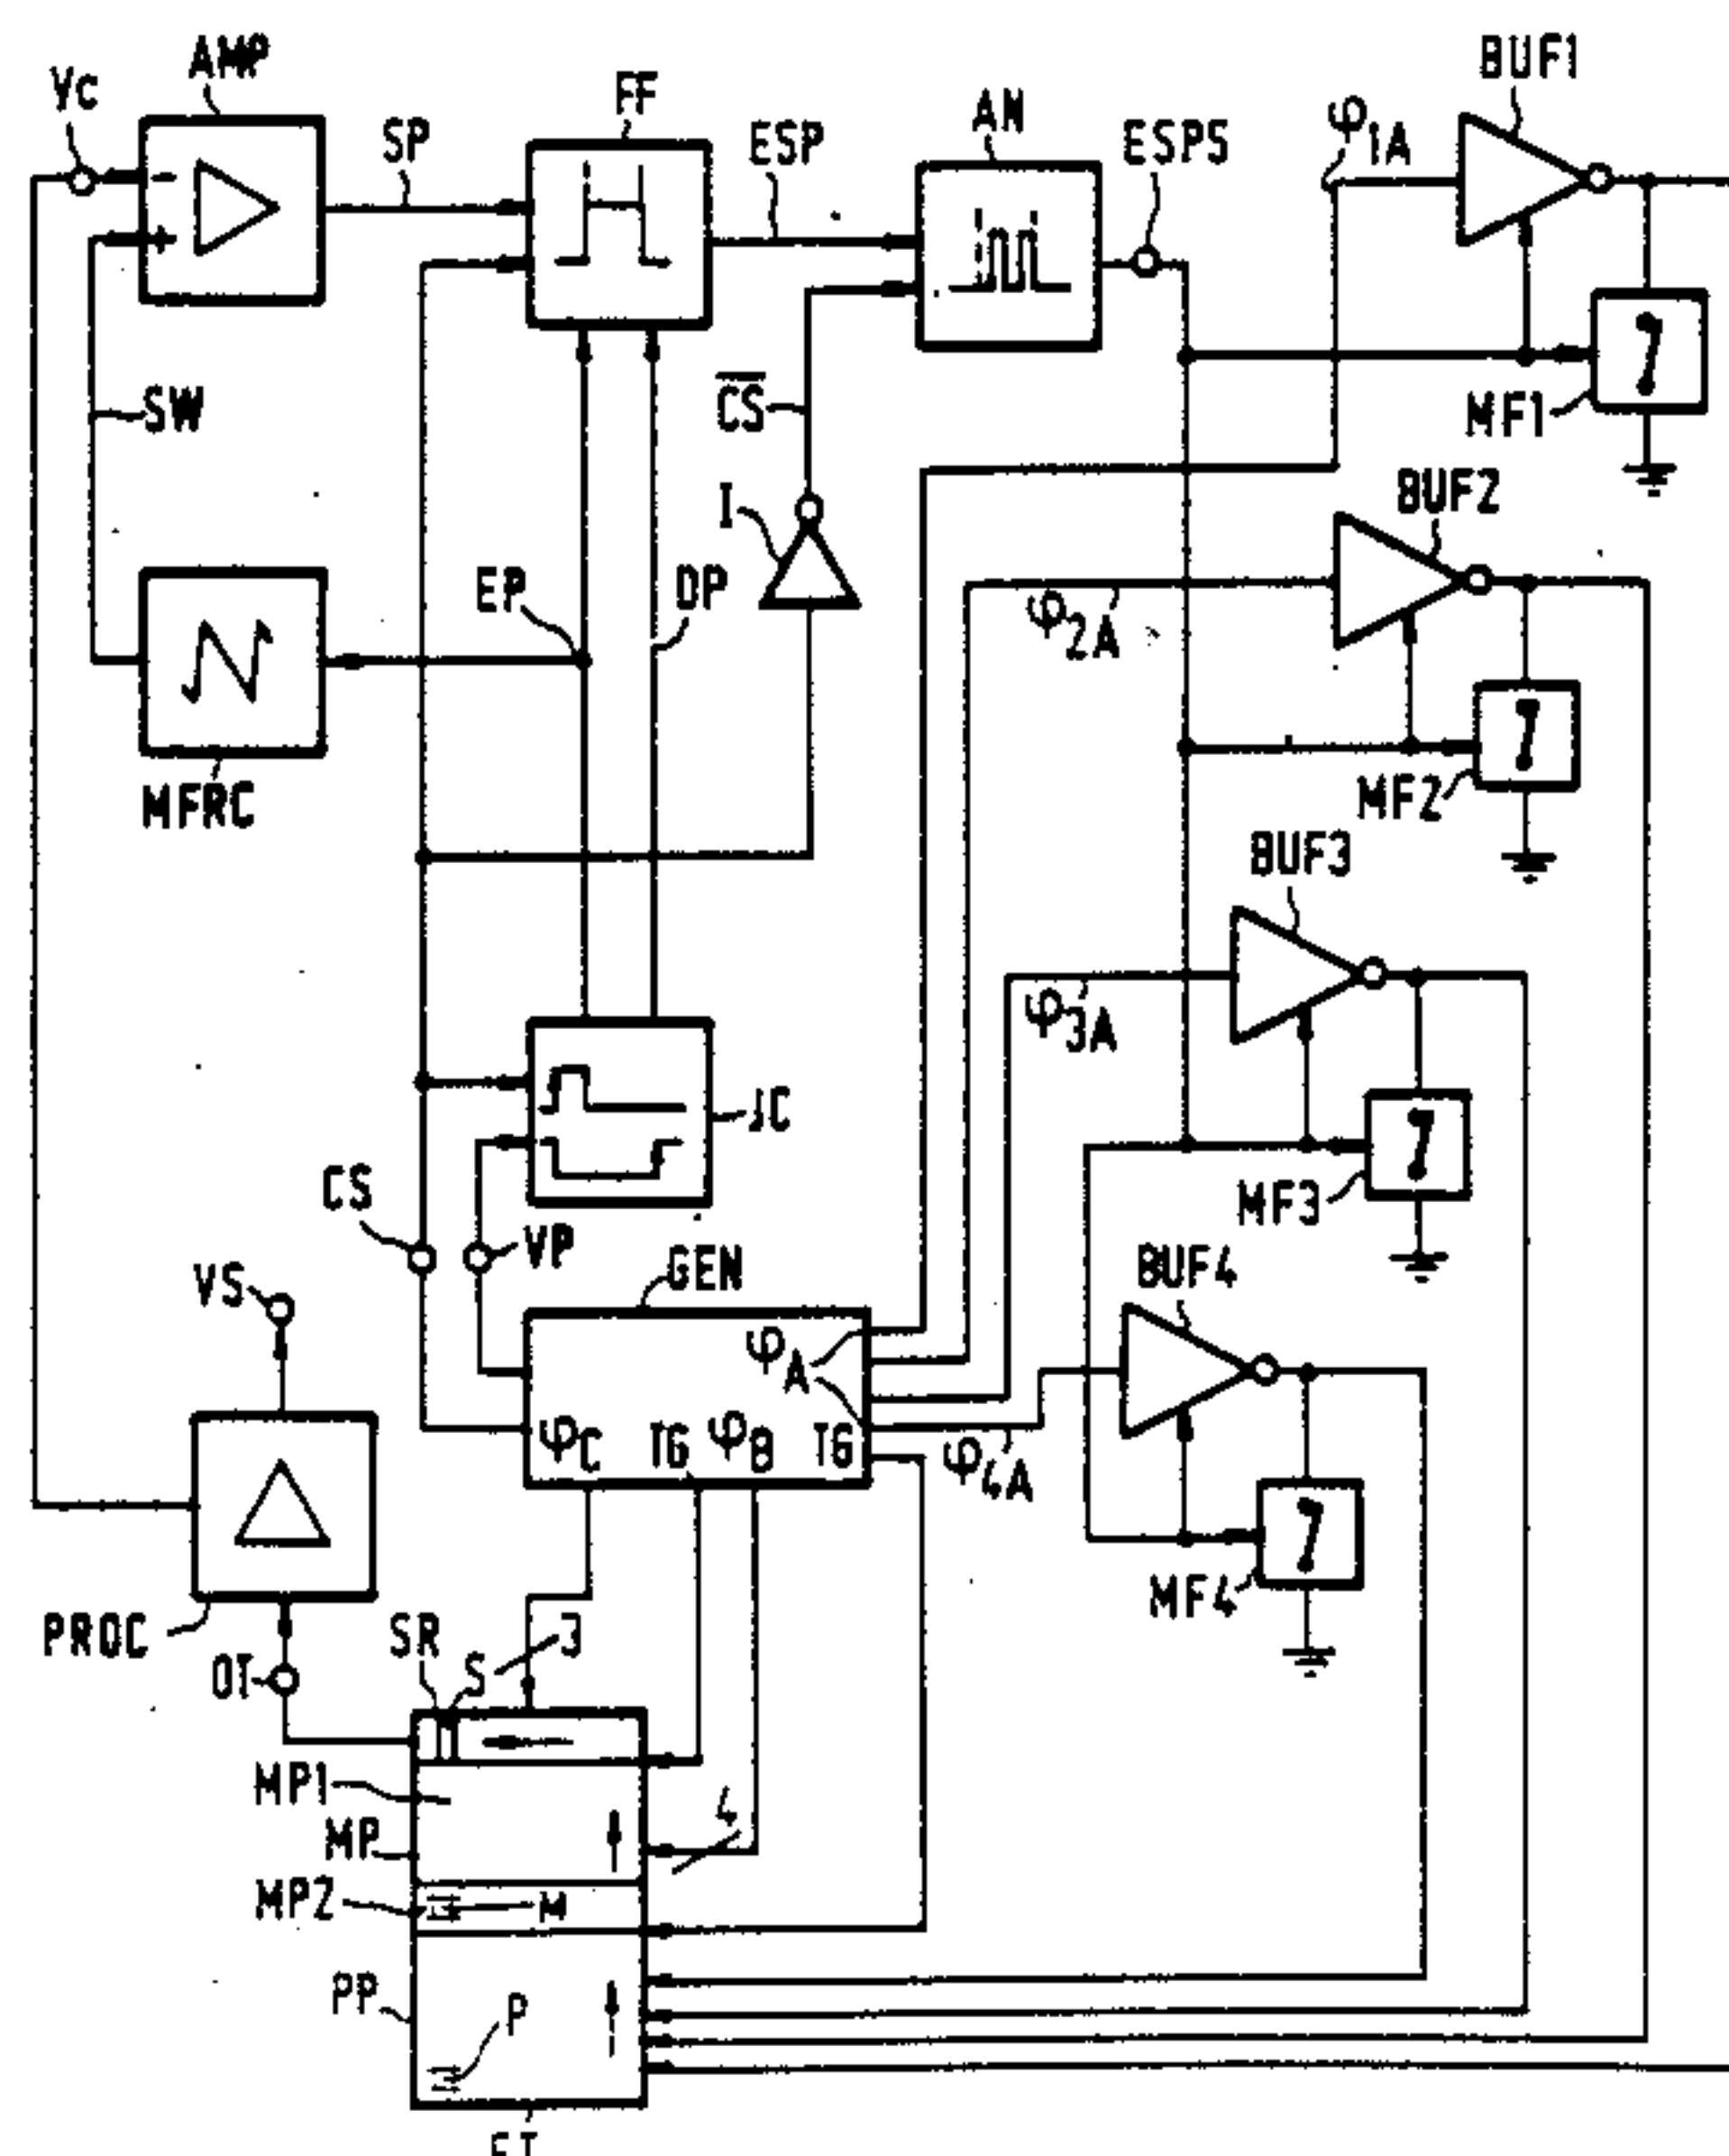 AMP
Vc
FF
AN
BUF1
SP
ESP
ESPS
φ1A
- 
+
SW
CS
MF1
I
BUF2
EP
DP
φ2A
MFRC
MF2
BUF3
φ3A
JC
CS
VP
MF3
VS
GEN
BUF4
φA
φC
TG
φB
TG
φ4A
MF4
PROC
OT
SR
S
3
MP1
MP
4
MP2
M
PP
P